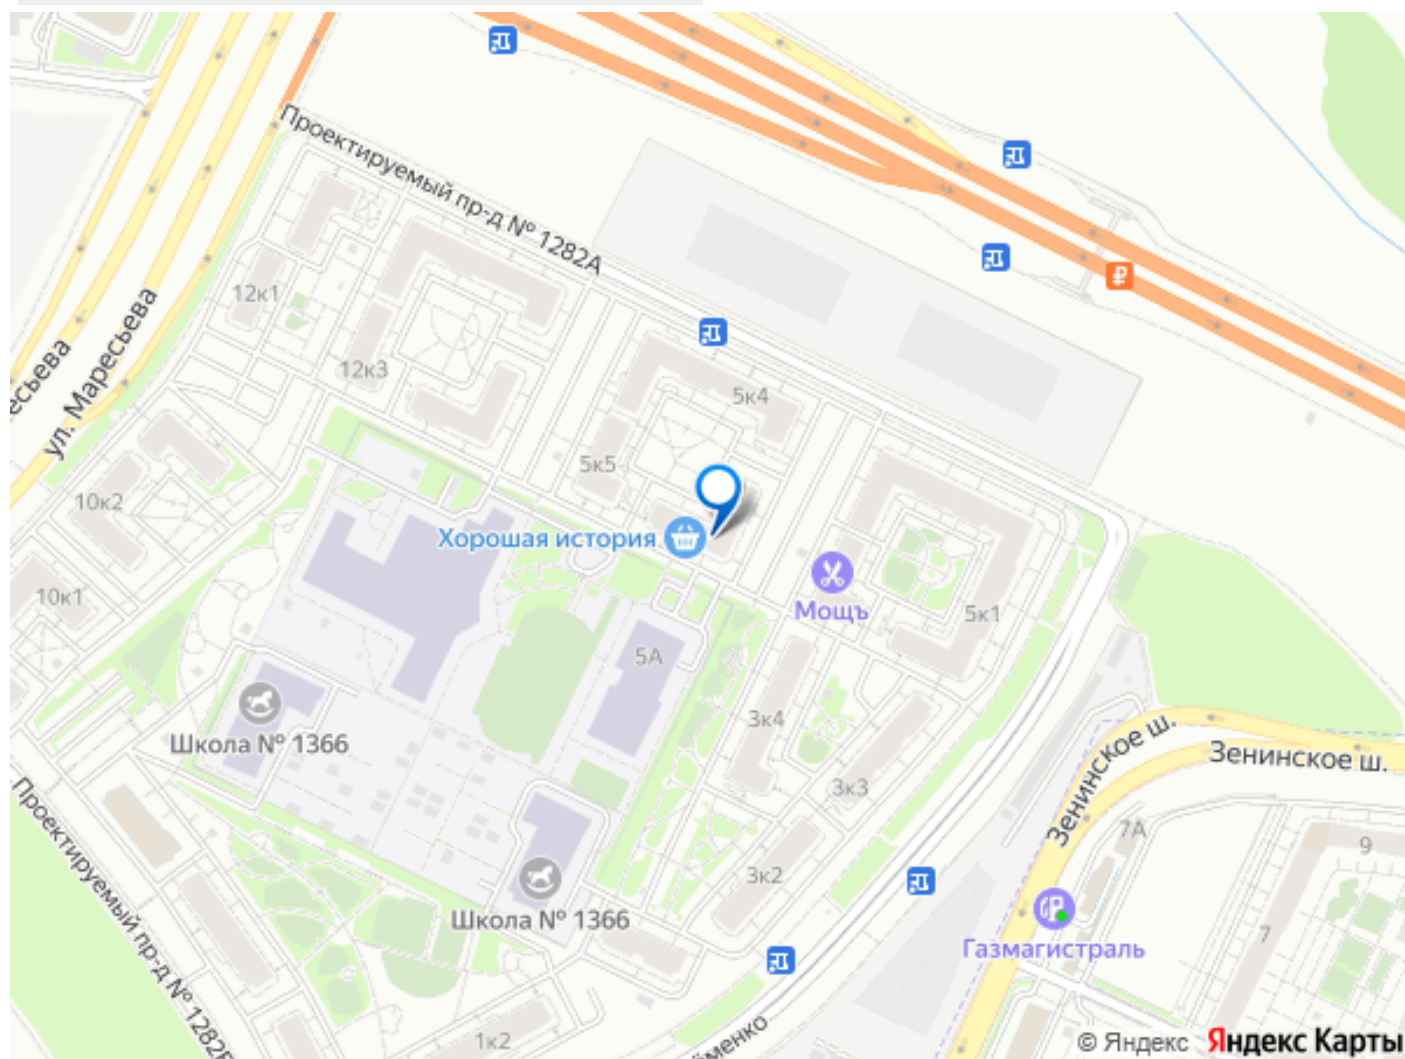 Проектируемый пр-д № 1282А
12к1
ул. Маресьева
есьева
12к3
5к4
5к5
10к2
Хорошая история
10к1
Мощъ
5к1
5А
3к4
Школа № 1366
Зенинское ш.
Зенинское ш.
3к3
7А
9
Проектируемый пр-д № 1282Б
3к2
Школа № 1366
7
Газмагистраль
1к2
менко
© Яндекс Яндекс Карты